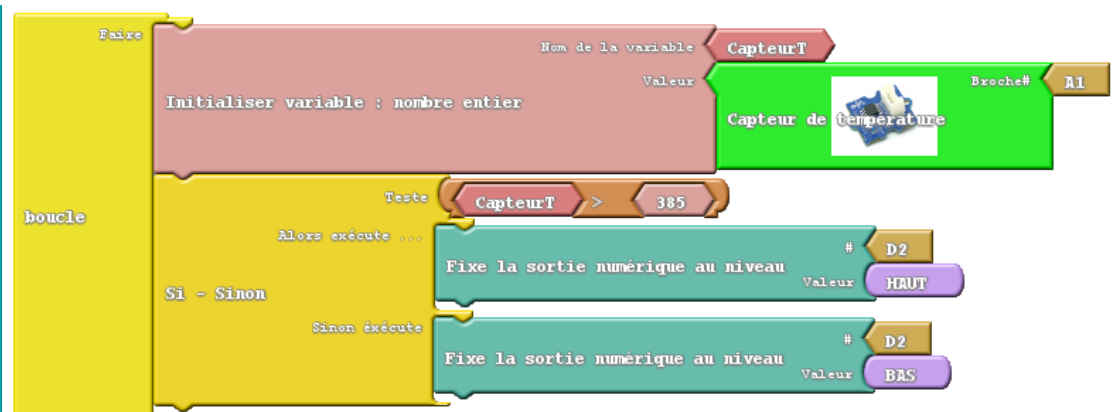 Faire
Nom de la variable CapteurT
Valeur Broche# A1
Initialiser variable : nombre entier
Capteur de température
Teste CapteurT > 385
boucle
Alors exécute ...
# D2
Fixe la sortie numérique au niveau
Valeur HAUT
Si - Sinon
Sinon éxécute
# D2
Fixe la sortie numérique au niveau
Valeur BAS